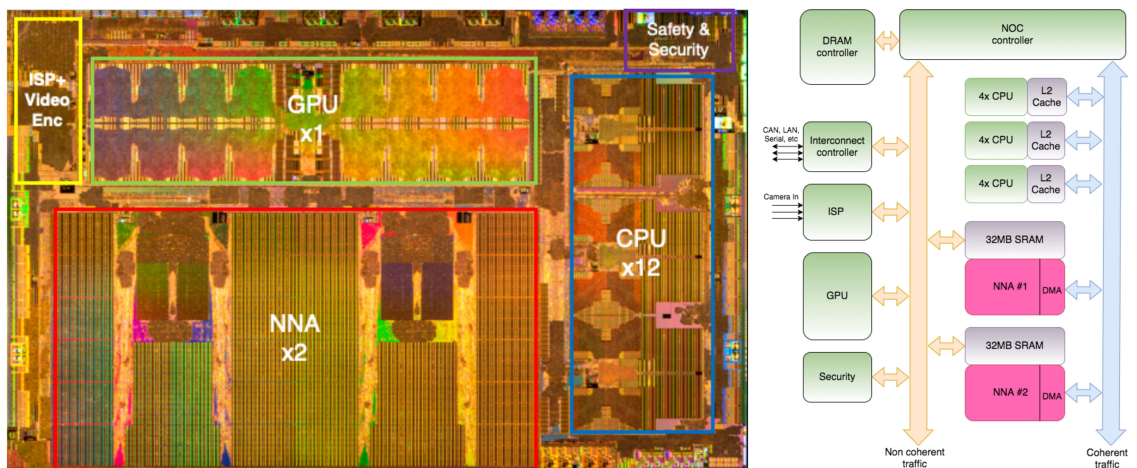 ISP+
Video
Enc
GPU
x1
Safety &
Security
CPU
x12
NNA
x2
DRAM
controller
NOC
controller
4x CPU
L2
Cache
4x CPU
L2
Cache
4x CPU
L2
Cache
CAN, LAN,
Serial, etc
Interconnect
controller
Camera In
ISP
32MB SRAM
NNA #1
DMA
GPU
32MB SRAM
NNA #2
DMA
Security
Non coherent
traffic
Coherent
traffic